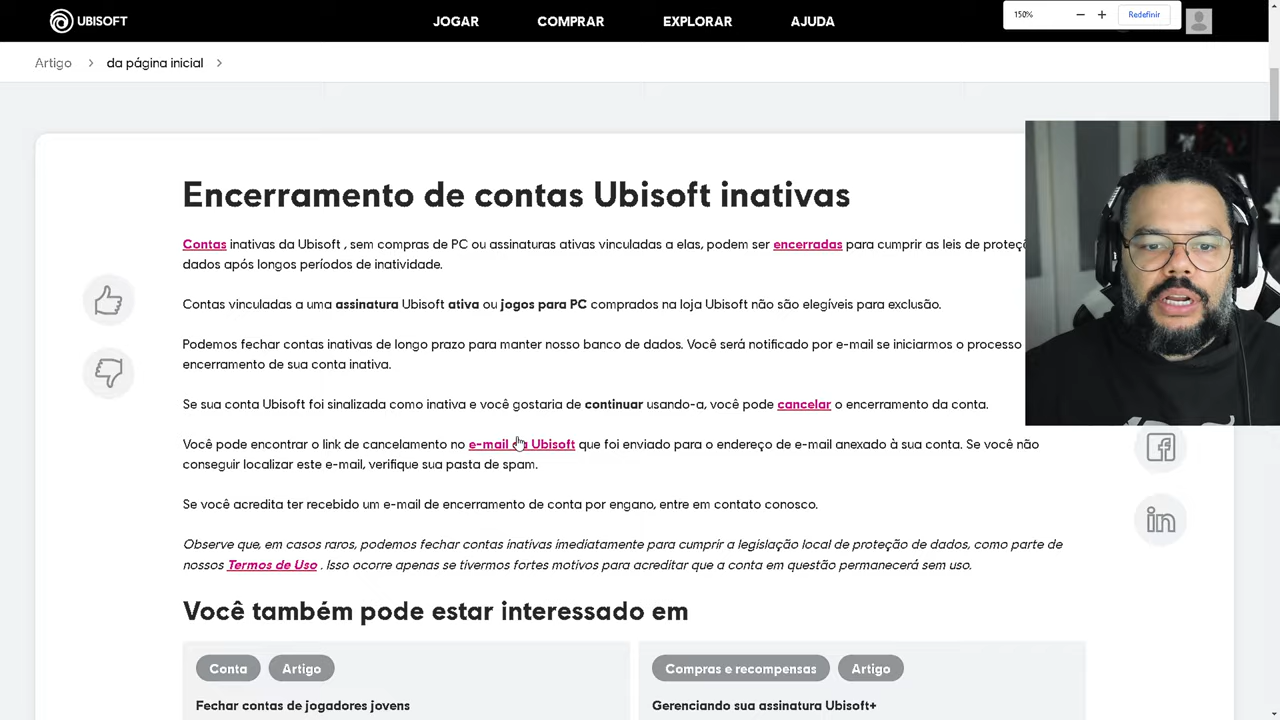 UBISOFT
JOGAR
COMPRAR
EXPLORAR
AJUDA
150%
Redefinir
Artigo
da página inicial
Encerramento de contas Ubisoft inativas
Contas inativas da Ubisoft , sem compras de PC ou assinaturas ativas vinculadas a elas, podem ser encerradas para cumprir as leis de
dados após longos períodos de inatividade.
Contas vinculadas a uma assinatura Ubisoft ativa ou jogos para PC comprados na loja Ubisoft não são elegíveis para exclusão.
Podemos fechar contas inativas de longo prazo para manter nosso banco de dados. Você será notificado por e-mail se iniciarmos o processo
encerramento de sua conta inativa.
Se sua conta Ubisoft foi sinalizada como inativa e você gostaria de continuar usando-a, você pode cancelar o encerramento da conta.
Você pode encontrar o link de cancelamento no e-mail Ubisoft que foi enviado para o endereço de e-mail anexado à sua conta. Se você não
conseguir localizar este e-mail, verifique sua pasta de spam.
Se você acredita ter recebido um e-mail de encerramento de conta por engano, entre em contato conosco.
Observe que, em casos raros, podemos fechar contas inativas imediatamente para cumprir a legislação local de proteção de dados, como parte de
nossos Termos de Uso . Isso ocorre apenas se tivermos fortes motivos para acreditar que a conta em questão permanecerá sem uso.
Você também pode estar interessado em
Conta
Artigo
Compras e recompensas
Artigo
Fechar contas de jogadores jovens
Gerenciando sua assinatura Ubisoft+